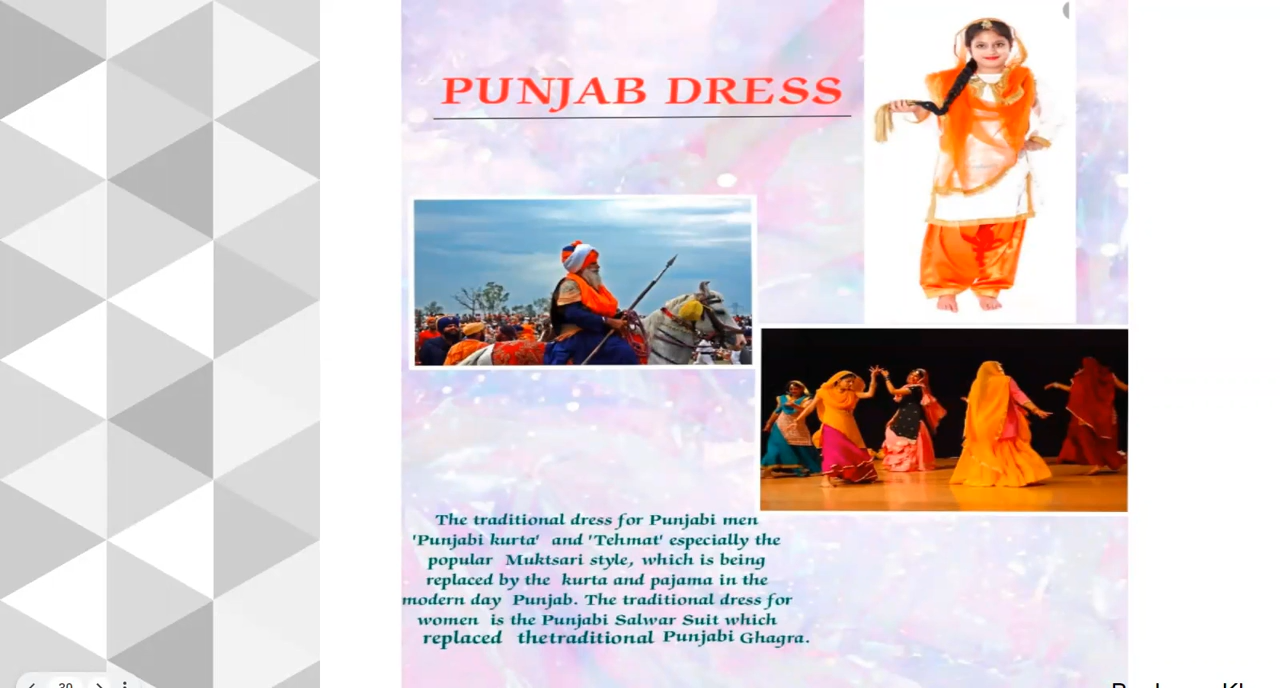 PUNJAB DRESS
The traditional dress for Punjabi men
'Punjabi kurta' and 'Tehmat' especially the
popular Muktsari style, which is being
replaced by the kurta and pajama in the
modern day Punjab. The traditional dress for
women is the Punjabi Salwar Suit which
replaced thetraditional Punjabi Ghagra.